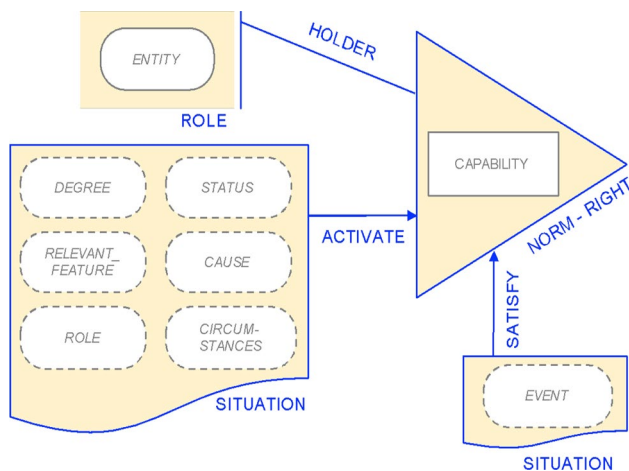 ENTITY
HOLDER
ROLE
CAPABILITY
NORM - RIGHT
DEGREE
STATUS
RELEVANT_
FEATURE
CAUSE
ROLE
CIRCUM-
STANCES
SITUATION
ACTIVATE
SATISFY
EVENT
SITUATION